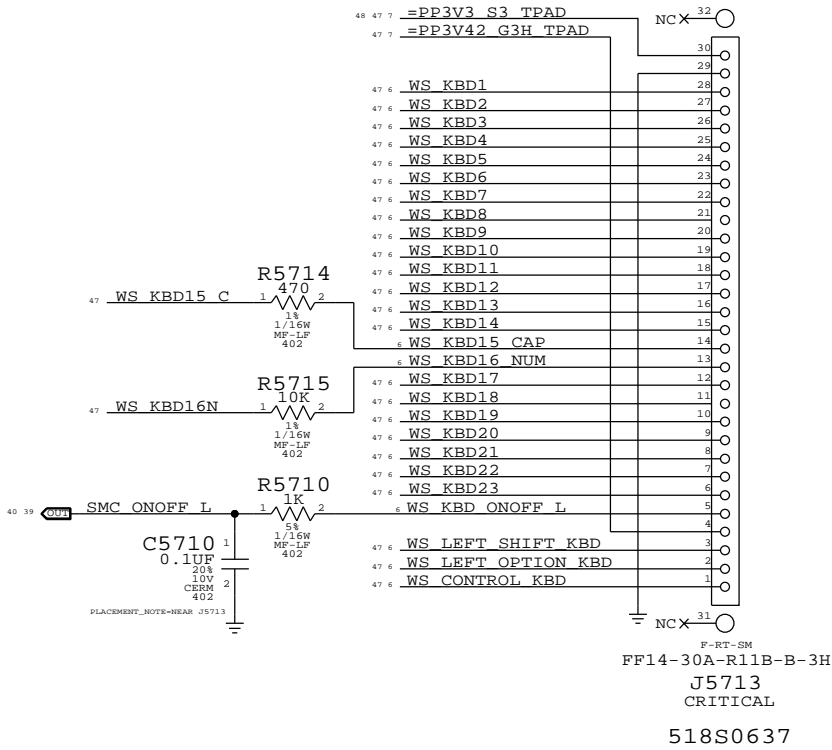 48 47 7 =PP3V3_S3_TPAD
NC 32
47 7 =PP3V42_G3H_TPAD
30
29
47 6 WS_KBD1 28
47 6 WS_KBD2 27
47 6 WS_KBD3 26
47 6 WS_KBD4 25
47 6 WS_KBD5 24
47 6 WS_KBD6 23
47 6 WS_KBD7 22
47 6 WS_KBD8 21
47 6 WS_KBD9 20
47 6 WS_KBD10 19
47 6 WS_KBD11 18
47 6 WS_KBD12 17
47 6 WS_KBD13 16
47 6 WS_KBD14 15
6 WS_KBD15_CAP 14
6 WS_KBD16_NUM 13
47 6 WS_KBD17 12
47 6 WS_KBD18 11
47 6 WS_KBD19 10
47 6 WS_KBD20 9
47 6 WS_KBD21 8
47 6 WS_KBD22 7
47 6 WS_KBD23 6
6 WS_KBD_ONOFF_L 5
4
47 6 WS_LEFT_SHIFT_KBD 3
47 6 WS_LEFT_OPTION_KBD 2
47 6 WS_CONTROL_KBD 1
NC 31
R5714
470
47 WS_KBD15_C 1 2
1%
1/16W
MF-LF
402
R5715
10K
47 WS_KBD16N 1 2
1%
1/16W
MF-LF
402
R5710
1K
40 39 OUT SMC_ONOFF_L 1 2
5%
1/16W
MF-LF
402
C5710 1
0.1UF
20%
10V 2
CERM
402
PLACEMENT_NOTE=NEAR J5713
F-RT-SM
FF14-30A-R11B-B-3H
J5713
CRITICAL
518S0637